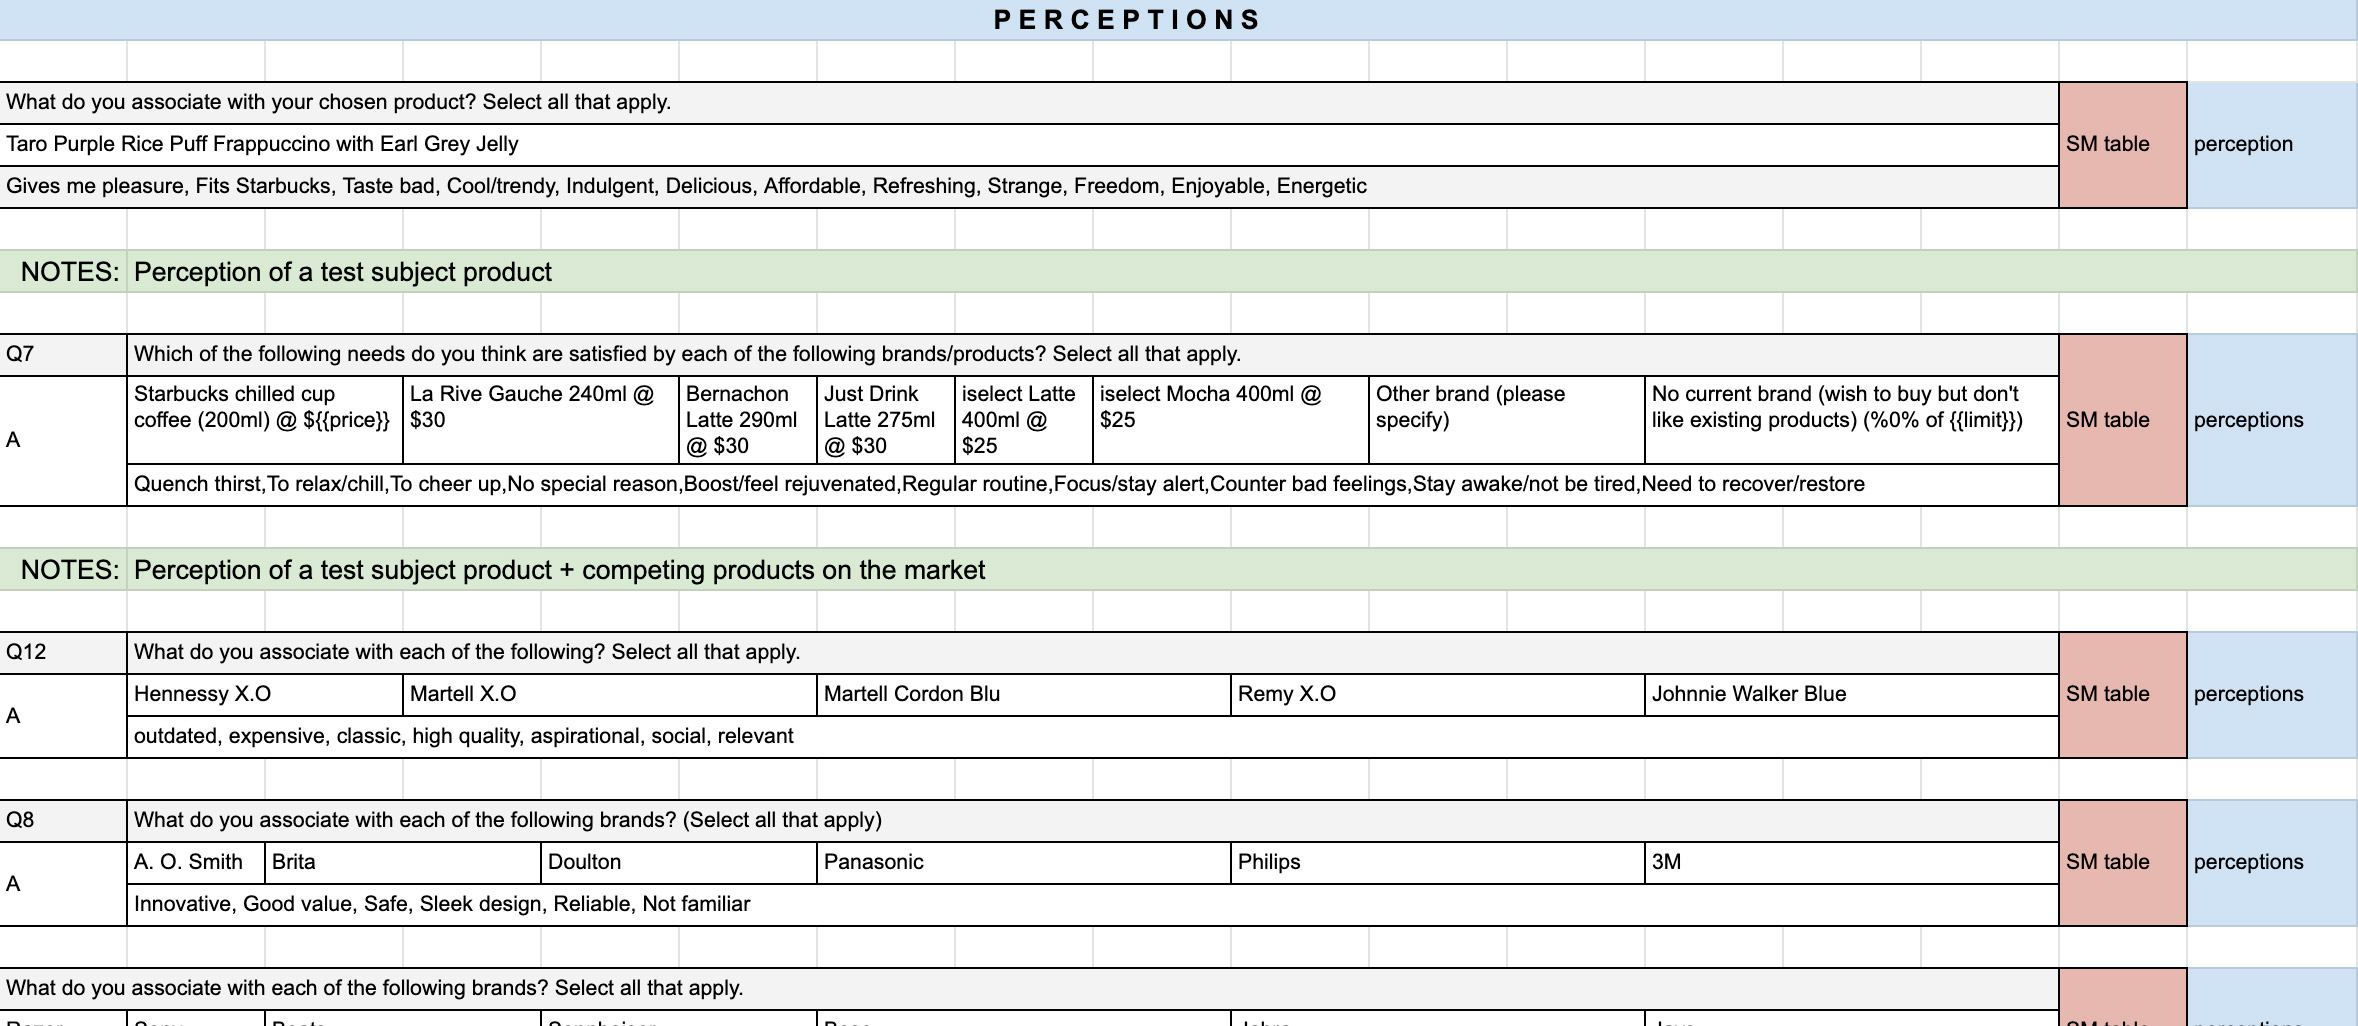 PERCEPTIONS
What do you associate with your chosen product? Select all that apply.
Taro Purple Rice Puff Frappuccino with Earl Grey Jelly
SM table
perception
Gives me pleasure, Fits Starbucks, Taste bad, Cool/trendy, Indulgent, Delicious, Affordable, Refreshing, Strange, Freedom, Enjoyable, Energetic
NOTES:
Perception of a test subject product
Q7
Which of the following needs do you think are satisfied by each of the following brands/products? Select all that apply.
A
Starbucks chilled cup
coffee (200ml) @ ${{price}}
La Rive Gauche 240ml @
$30
Bernachon
Latte 290ml
@ $30
Just Drink
Latte 275ml
@ $30
iselect Latte
400ml @
$25
iselect Mocha 400ml @
$25
Other brand (please
specify)
No current brand (wish to buy but don't
like existing products) (%0% of {{limit}})
SM table
perceptions
Quench thirst,To relax/chill,To cheer up,No special reason,Boost/feel rejuvenated,Regular routine,Focus/stay alert,Counter bad feelings,Stay awake/not be tired,Need to recover/restore
NOTES:
Perception of a test subject product + competing products on the market
Q12
What do you associate with each of the following? Select all that apply.
A
Hennessy X.O
Martell X.O
Martell Cordon Blu
Remy X.O
Johnnie Walker Blue
SM table
perceptions
outdated, expensive, classic, high quality, aspirational, social, relevant
Q8
What do you associate with each of the following brands? (Select all that apply)
A
A. O. Smith
Brita
Doulton
Panasonic
Philips
3M
SM table
perceptions
Innovative, Good value, Safe, Sleek design, Reliable, Not familiar
What do you associate with each of the following brands? Select all that apply.